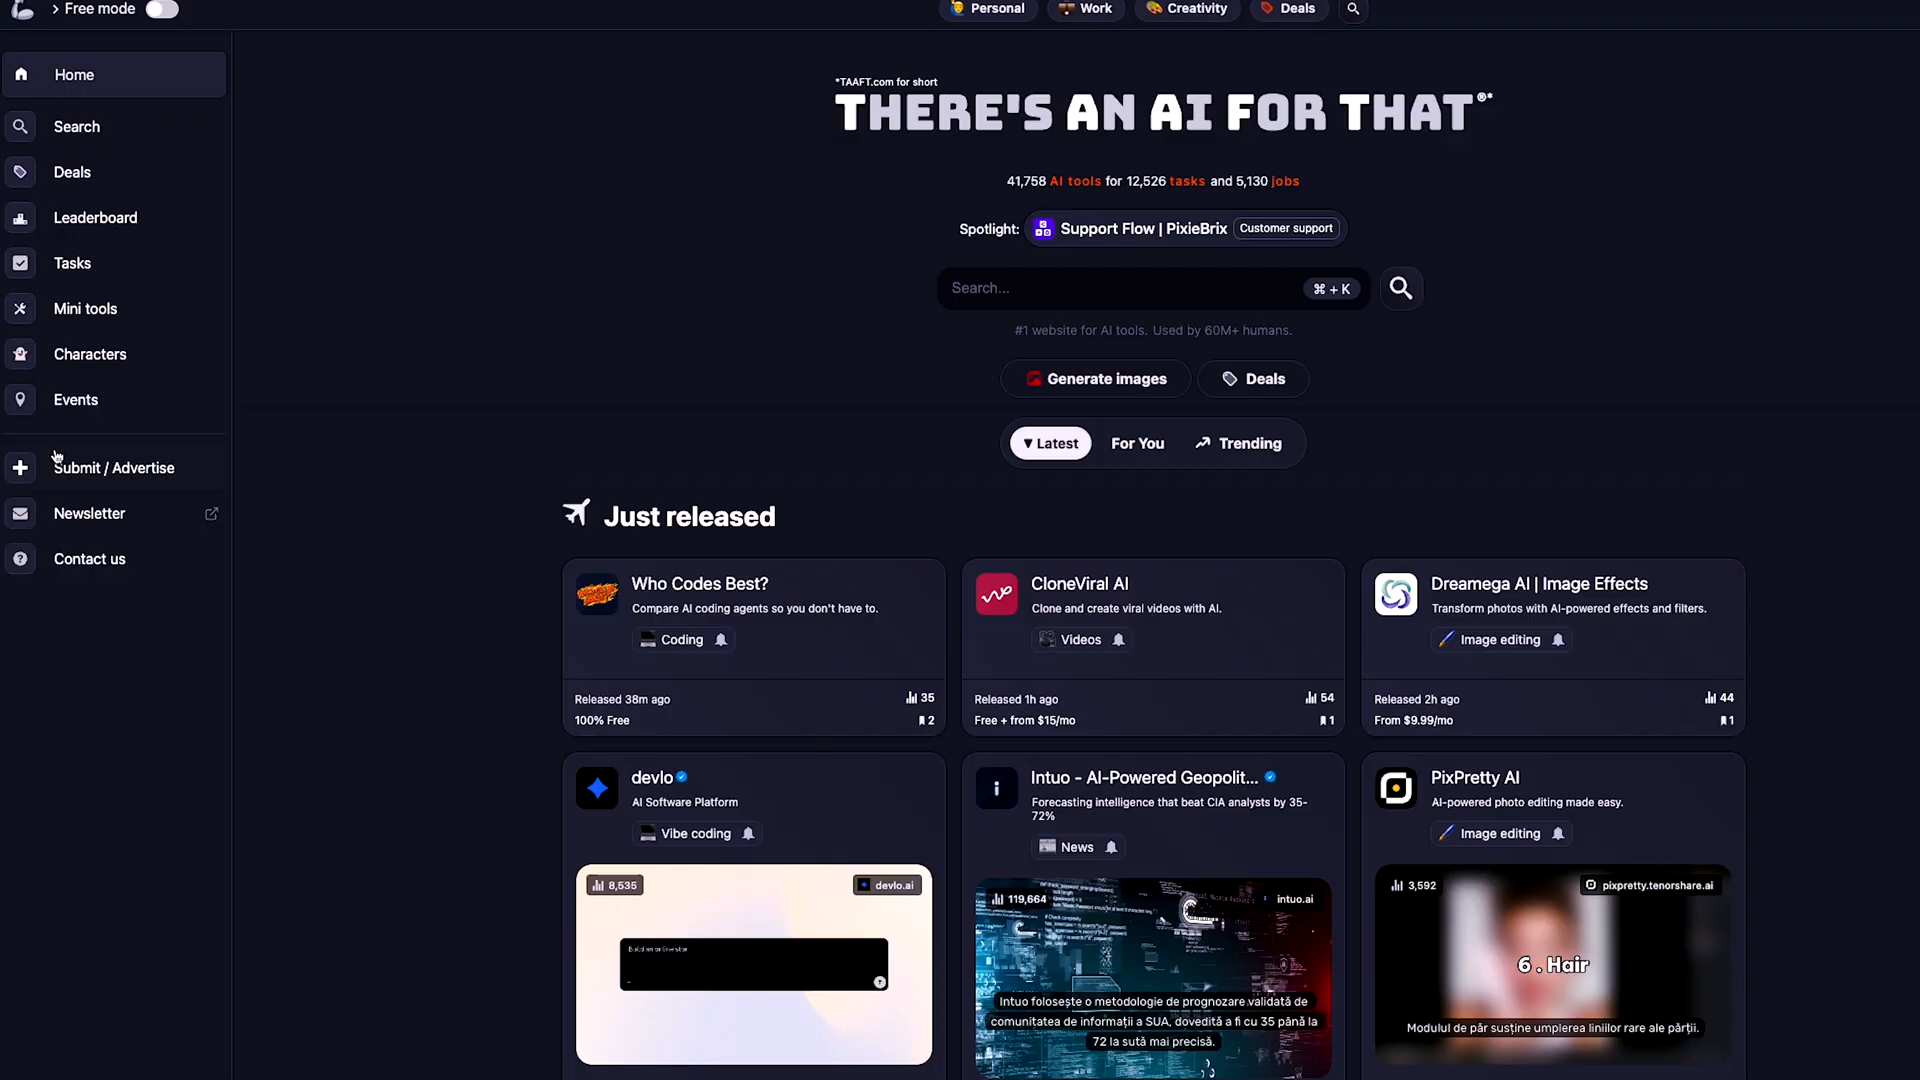 Free mode
Personal
Work
Creativity
Deals
Home
Search
Deals
Leaderboard
Tasks
Mini tools
Characters
Events
Submit / Advertise
Newsletter
Contact us
*TAAFT.com for short
THERE'S AN AI FOR THAT®*
41,758 AI tools for 12,526 tasks and 5,130 jobs
Spotlight: Support Flow | PixieBrix Customer support
Search... ⌘ + K
#1 website for AI tools. Used by 60M+ humans.
Generate images
Deals
▼ Latest
For You
Trending
Just released
Who Codes Best?
Compare AI coding agents so you don't have to.
Coding
Released 38m ago 35
100% Free 2
CloneViral AI
Clone and create viral videos with AI.
Videos
Released 1h ago 54
Free + from $15/mo 1
Dreamega AI | Image Effects
Transform photos with AI-powered effects and filters.
Image editing
Released 2h ago 44
From $9.99/mo 1
devlo
AI Software Platform
Vibe coding
8,535 devlo.ai
Build an online stor
Intuo - AI-Powered Geopolit...
Forecasting intelligence that beat CIA analysts by 35-
72%
News
119,664 intuo.ai
Intuo folosește o metodologie de prognozare validată de
comunitatea de informații a SUA, dovedită a fi cu 35 până la
72 la sută mai precisă.
PixPretty AI
AI-powered photo editing made easy.
Image editing
3,592 pixpretty.tenorshare.ai
6 . Hair
Modulul de păr susține umplerea liniilor rare ale părții.